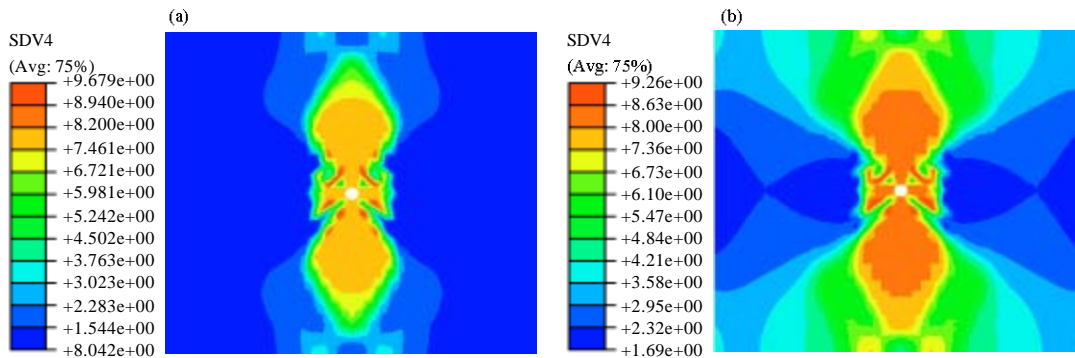 (a)
SDV4
(Avg: 75%)
+9.679e+00
+8.940e+00
+8.200e+00
+7.461e+00
+6.721e+00
+5.981e+00
+5.242e+00
+4.502e+00
+3.763e+00
+3.023e+00
+2.283e+00
+1.544e+00
+8.042e+00
(b)
SDV4
(Avg: 75%)
+9.26e+00
+8.63e+00
+8.00e+00
+7.36e+00
+6.73e+00
+6.10e+00
+5.47e+00
+4.84e+00
+4.21e+00
+3.58e+00
+2.95e+00
+2.32e+00
+1.69e+00